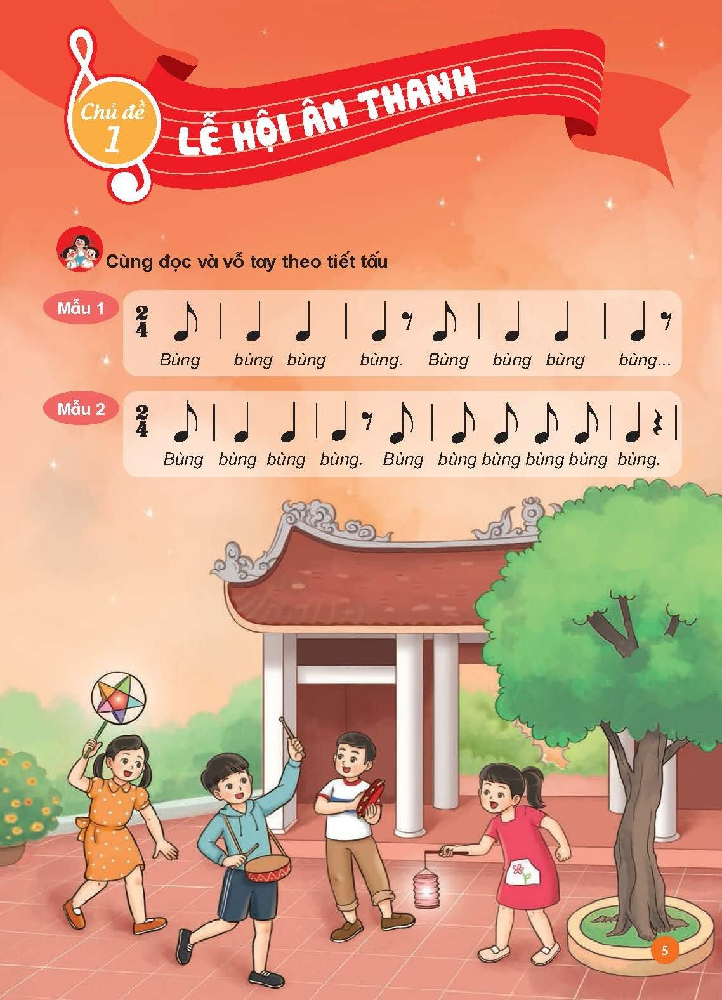 Chủ đề
1
LỄ HỘI ÂM THANH
Cùng đọc và vỗ tay theo tiết tấu
Mẫu 1
2
4
Bùng bùng bùng bùng. Bùng bùng bùng bùng...
Mẫu 2
2
4
Bùng bùng bùng bùng. Bùng bùng bùng bùng bùng bùng.
5